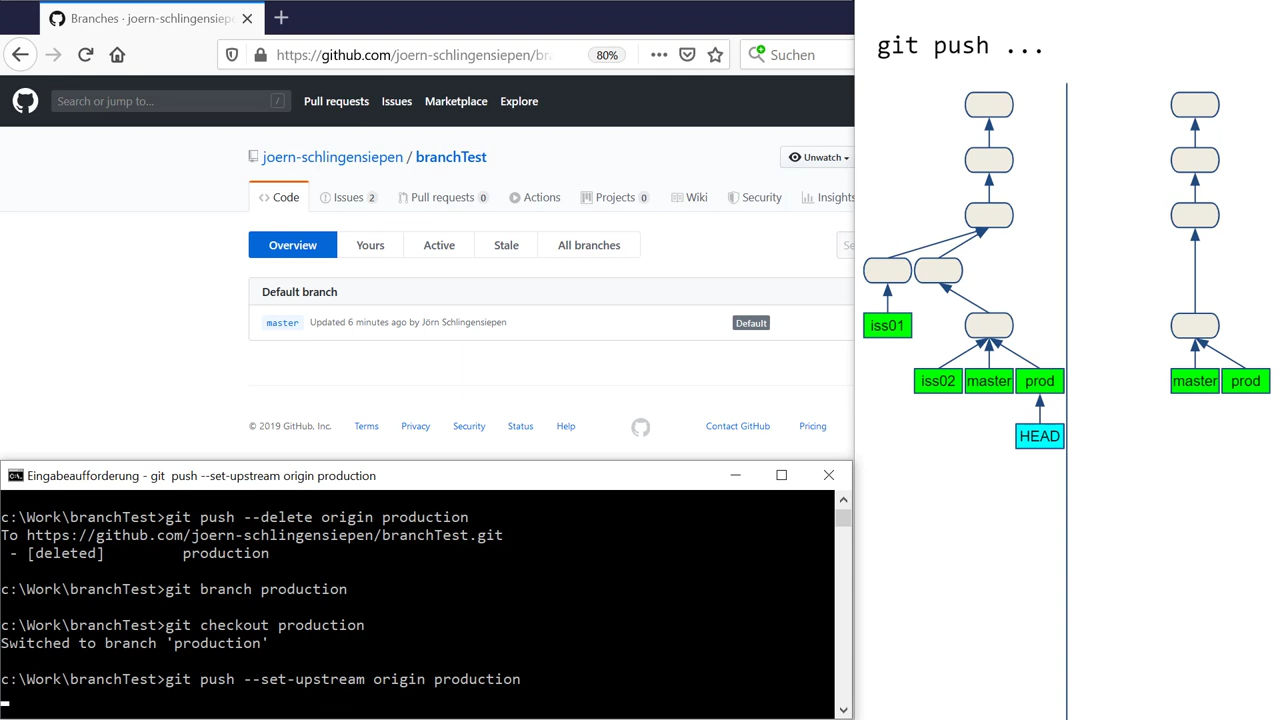 Branches · joern-schlingensiep
https://github.com/joern-schlingensiepen/br
80%
Suchen
Search or jump to...
/
Pull requests
Issues
Marketplace
Explore
joern-schlingensiepen / branchTest
Unwatch
Code
Issues 2
Pull requests 0
Actions
Projects 0
Wiki
Security
Insights
Overview
Yours
Active
Stale
All branches
Se
Default branch
master
Updated 6 minutes ago by Jörn Schlingensiepen
Default
© 2019 GitHub, Inc.
Terms
Privacy
Security
Status
Help
Contact GitHub
Pricing
Eingabeaufforderung - git  push --set-upstream origin production
c:\Work\branchTest>git push --delete origin production
To https://github.com/joern-schlingensiepen/branchTest.git
 - [deleted]         production
c:\Work\branchTest>git branch production
c:\Work\branchTest>git checkout production
Switched to branch 'production'
c:\Work\branchTest>git push --set-upstream origin production
git push ...
iss01
iss02
master
prod
HEAD
master
prod